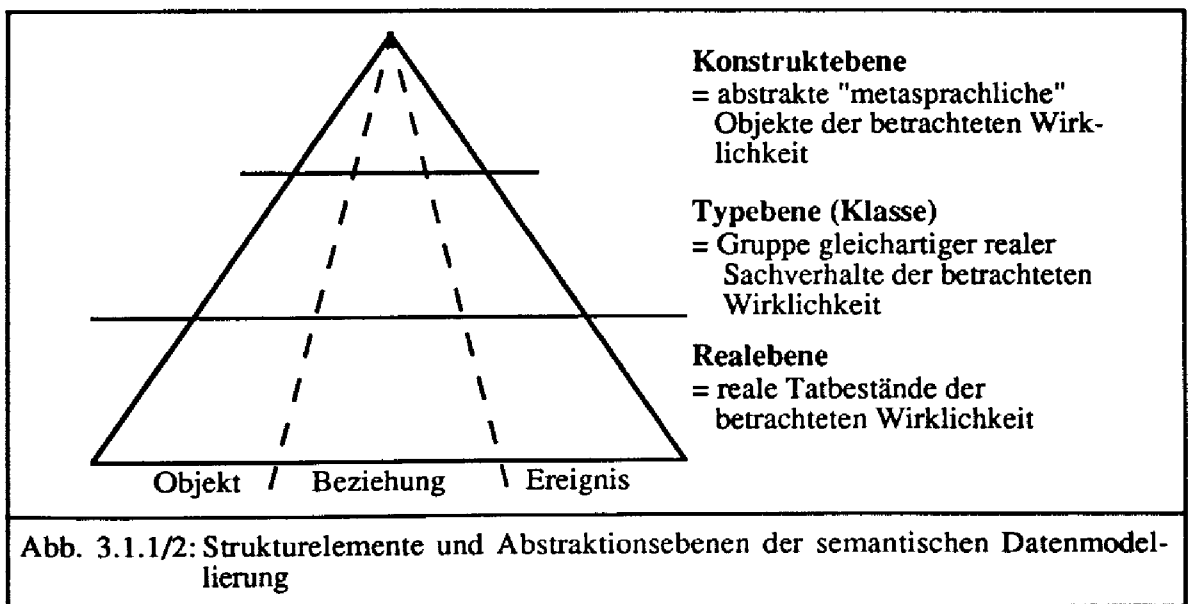 Konstruktebene
= abstrakte "metasprachliche"
Objekte der betrachteten Wirk-
lichkeit
Typebene (Klasse)
= Gruppe gleichartiger realer
Sachverhalte der betrachteten
Wirklichkeit
Realebene
= reale Tatbestände der
betrachteten Wirklichkeit
Objekt Beziehung Ereignis
Abb. 3.1.1/2: Strukturelemente und Abstraktionsebenen der semantischen Datenmodel-
lierung